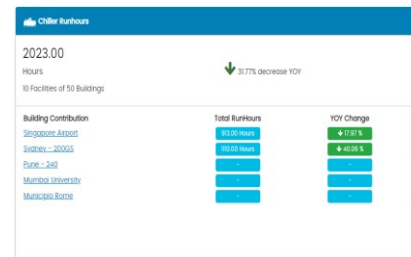 Chiller Runhours
2023.00
Hours
31.77% decrease YOY
10 Facilities of 50 Buildings
Building Contribution Total RunHours YOY Change
Singapore Airport 913.00 Hours 17.97 %
Sydney - 200GS 1110.00 Hours 40.06 %
Pune - 240 - -
Mumbai University - -
Municipio Rome - -